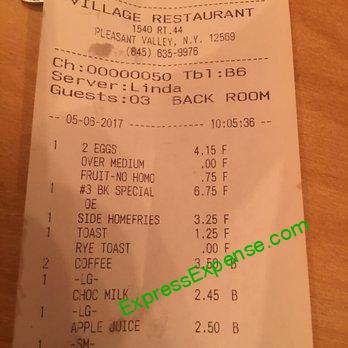 VILLAGE RESTAURANT
1540 RT.44
PLEASANT VALLEY, N.Y. 12569
(845) 635-9976
Ch:00000050 Tbl:B6
Server:Linda
Guests:03 BACK ROOM
05-06-2017 10:05:36
1 2 EGGS 4.15 F
OVER MEDIUM .00 F
FRUIT-NO HOMO .75 F
1 #3 BK SPECIAL 6.75 F
OE
1 SIDE HOMEFRIES 3.25 F
1 TOAST 1.25 F
RYE TOAST .00 F
2 COFFEE B
1 -LG-
CHOC MILK 2.45 B
1 -LG-
APPLE JUICE 2.50 B
1 -SM-
ExpressExpense.com